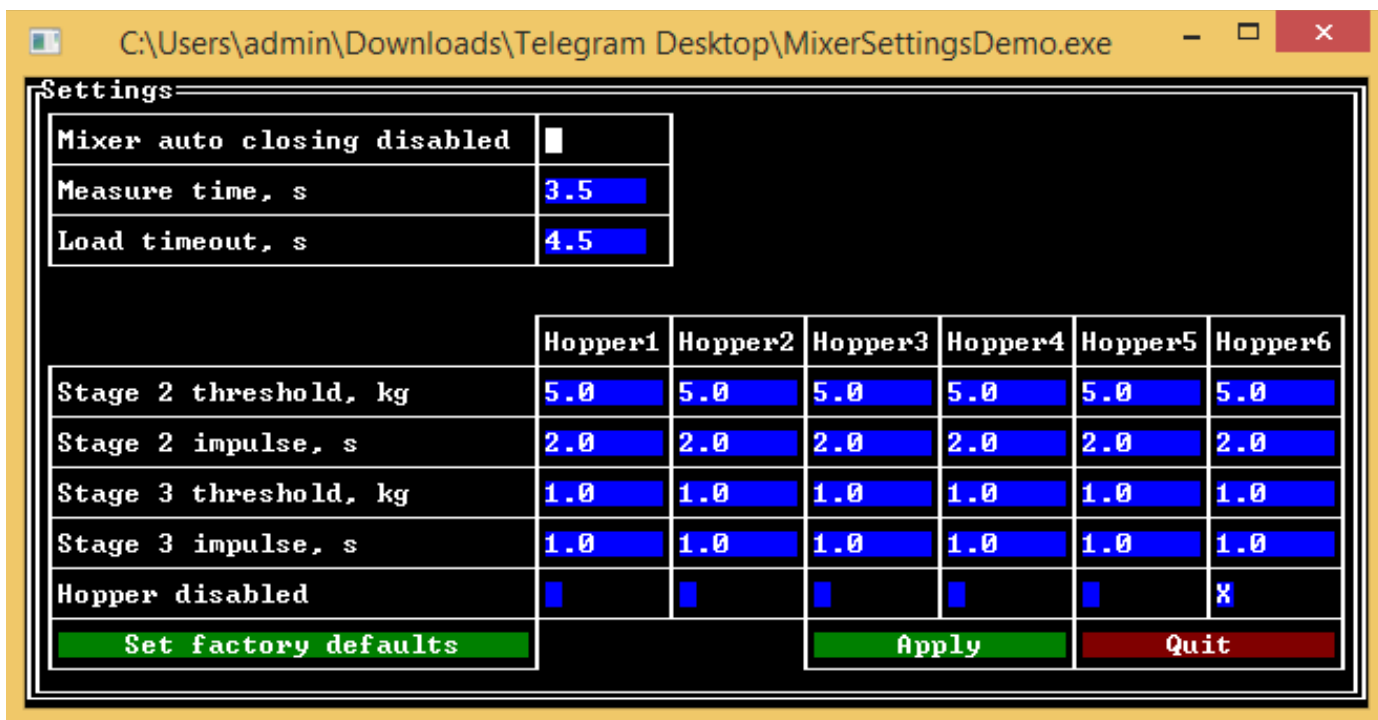 C:\Users\admin\Downloads\Telegram Desktop\MixerSettingsDemo.exe
Settings
Mixer auto closing disabled
Measure time, s 3.5
Load timeout, s 4.5
Hopper1 Hopper2 Hopper3 Hopper4 Hopper5 Hopper6
Stage 2 threshold, kg 5.0 5.0 5.0 5.0 5.0 5.0
Stage 2 impulse, s 2.0 2.0 2.0 2.0 2.0 2.0
Stage 3 threshold, kg 1.0 1.0 1.0 1.0 1.0 1.0
Stage 3 impulse, s 1.0 1.0 1.0 1.0 1.0 1.0
Hopper disabled X
Set factory defaults Apply Quit